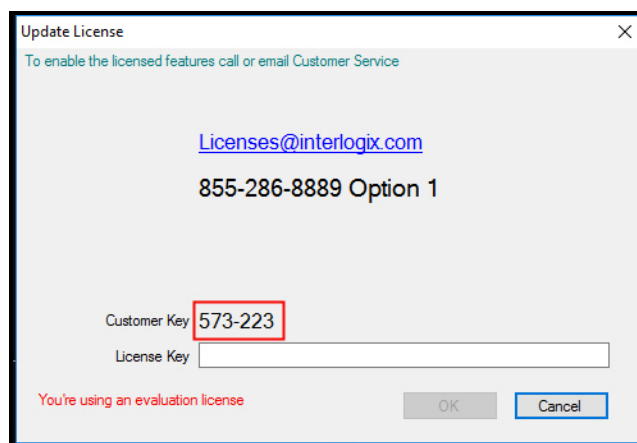 Update License
To enable the licensed features call or email Customer Service
Licenses@interlogix.com
855-286-8889 Option 1
Customer Key 573-223
License Key
You're using an evaluation license
OK Cancel